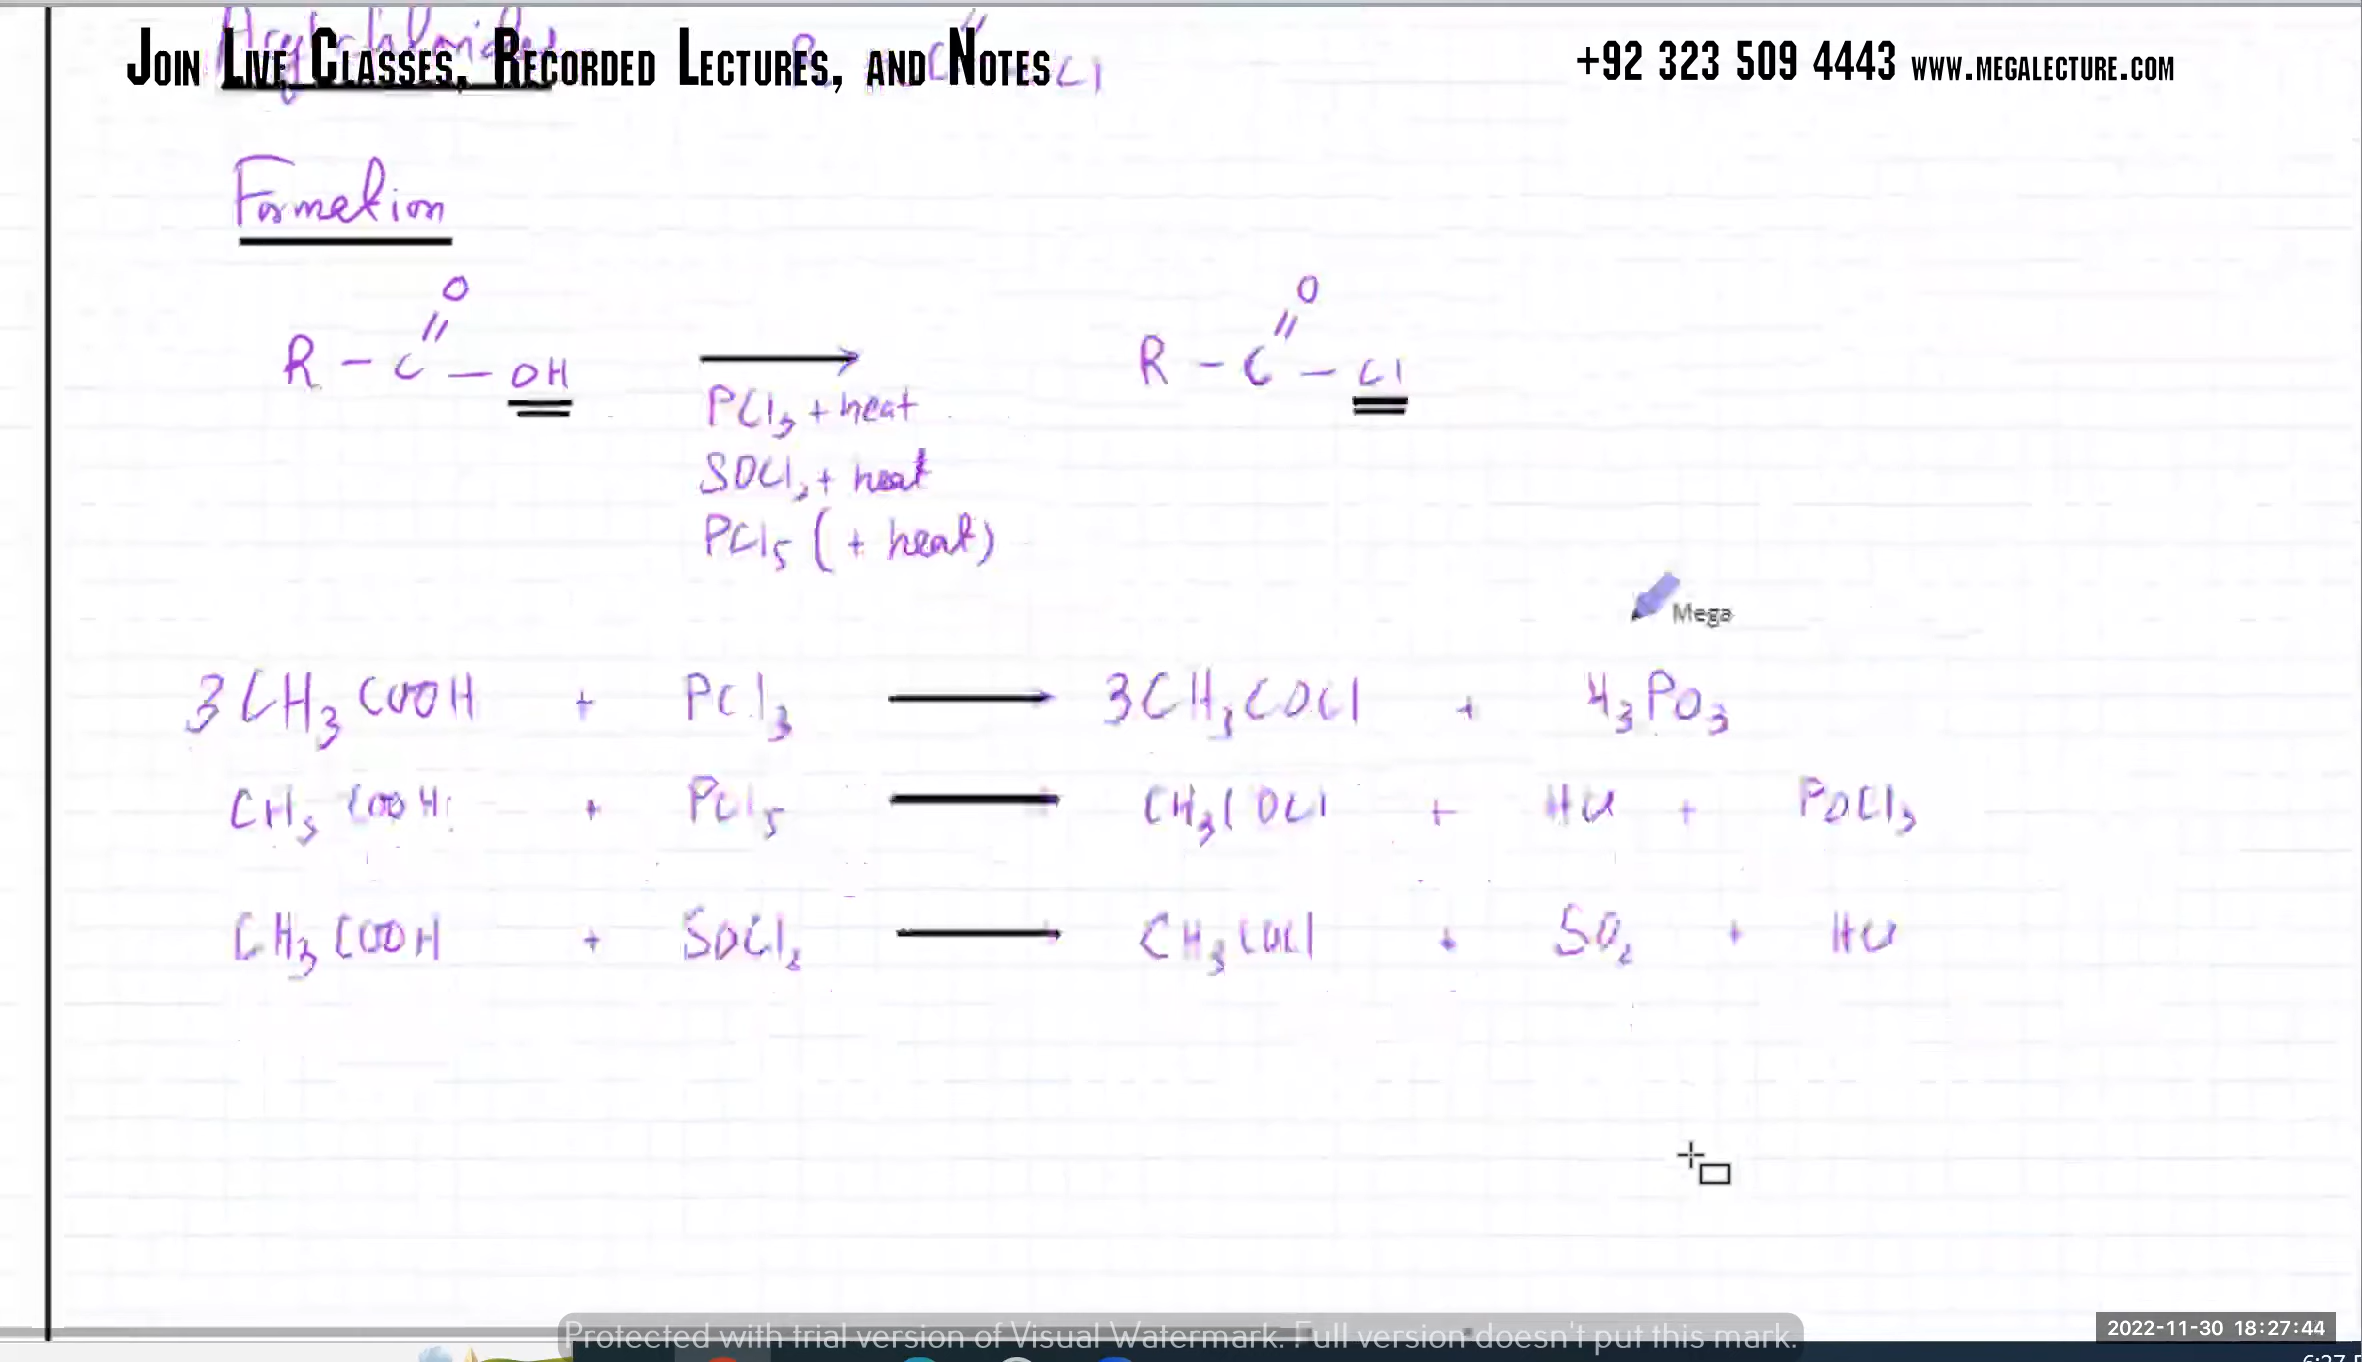 Acyl chlorides R C Cl
JOIN LIVE CLASSES, RECORDED LECTURES, AND NOTES +92 323 509 4443 WWW.MEGALECTURE.COM
Formation
O O
R - C - OH R - C - Cl
PCl3 + heat
SOCl2 + heat
PCl5 (+ heat)
Mega
3CH3COOH + PCl3 → 3CH3COCl + H3PO3
CH3COOH + PCl5 → CH3COCl + HCl + POCl3
CH3COOH + SOCl2 → CH3COCl + SO2 + HCl
Protected with trial version of Visual Watermark. Full version doesn't put this mark.
2022-11-30 18:27:44